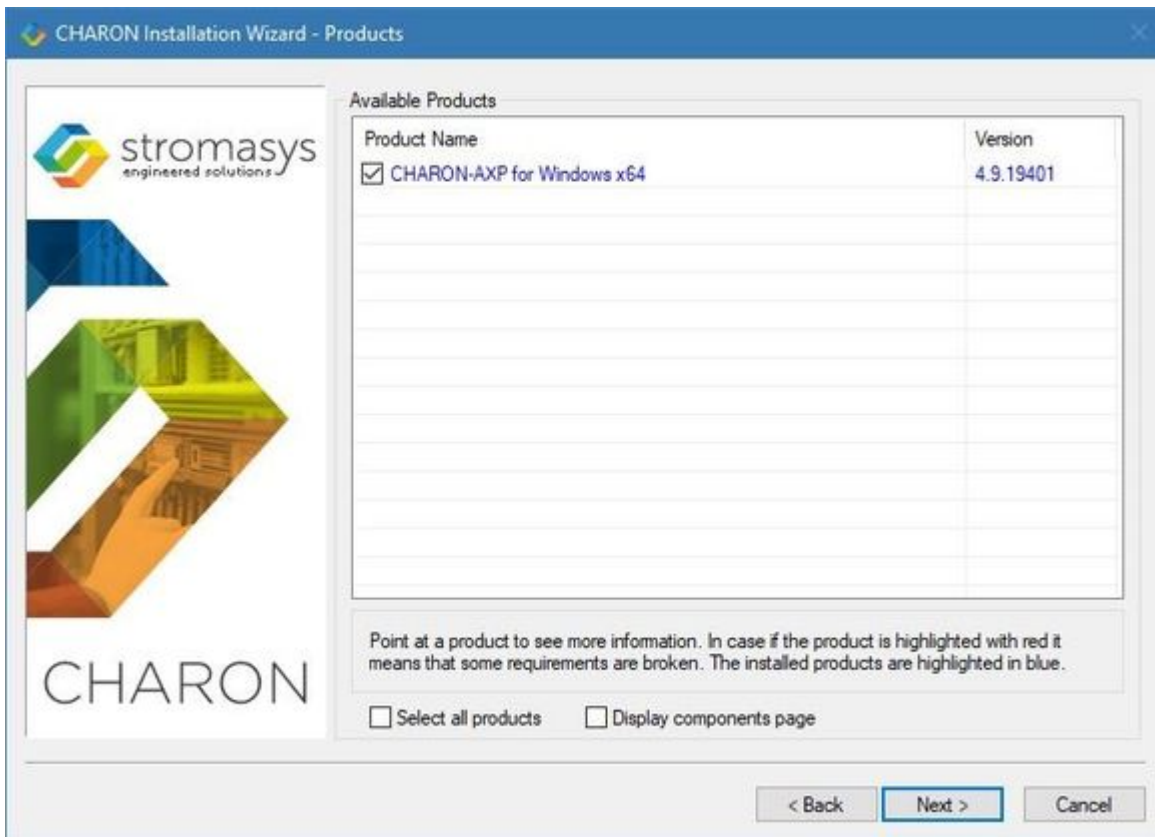 CHARON Installation Wizard - Products
stromasys
engineered solutions
CHARON
Available Products
Product Name Version
CHARON-AXP for Windows x64 4.9.19401
Point at a product to see more information. In case if the product is highlighted with red it
means that some requirements are broken. The installed products are highlighted in blue.
Select all products Display components page
< Back Next > Cancel